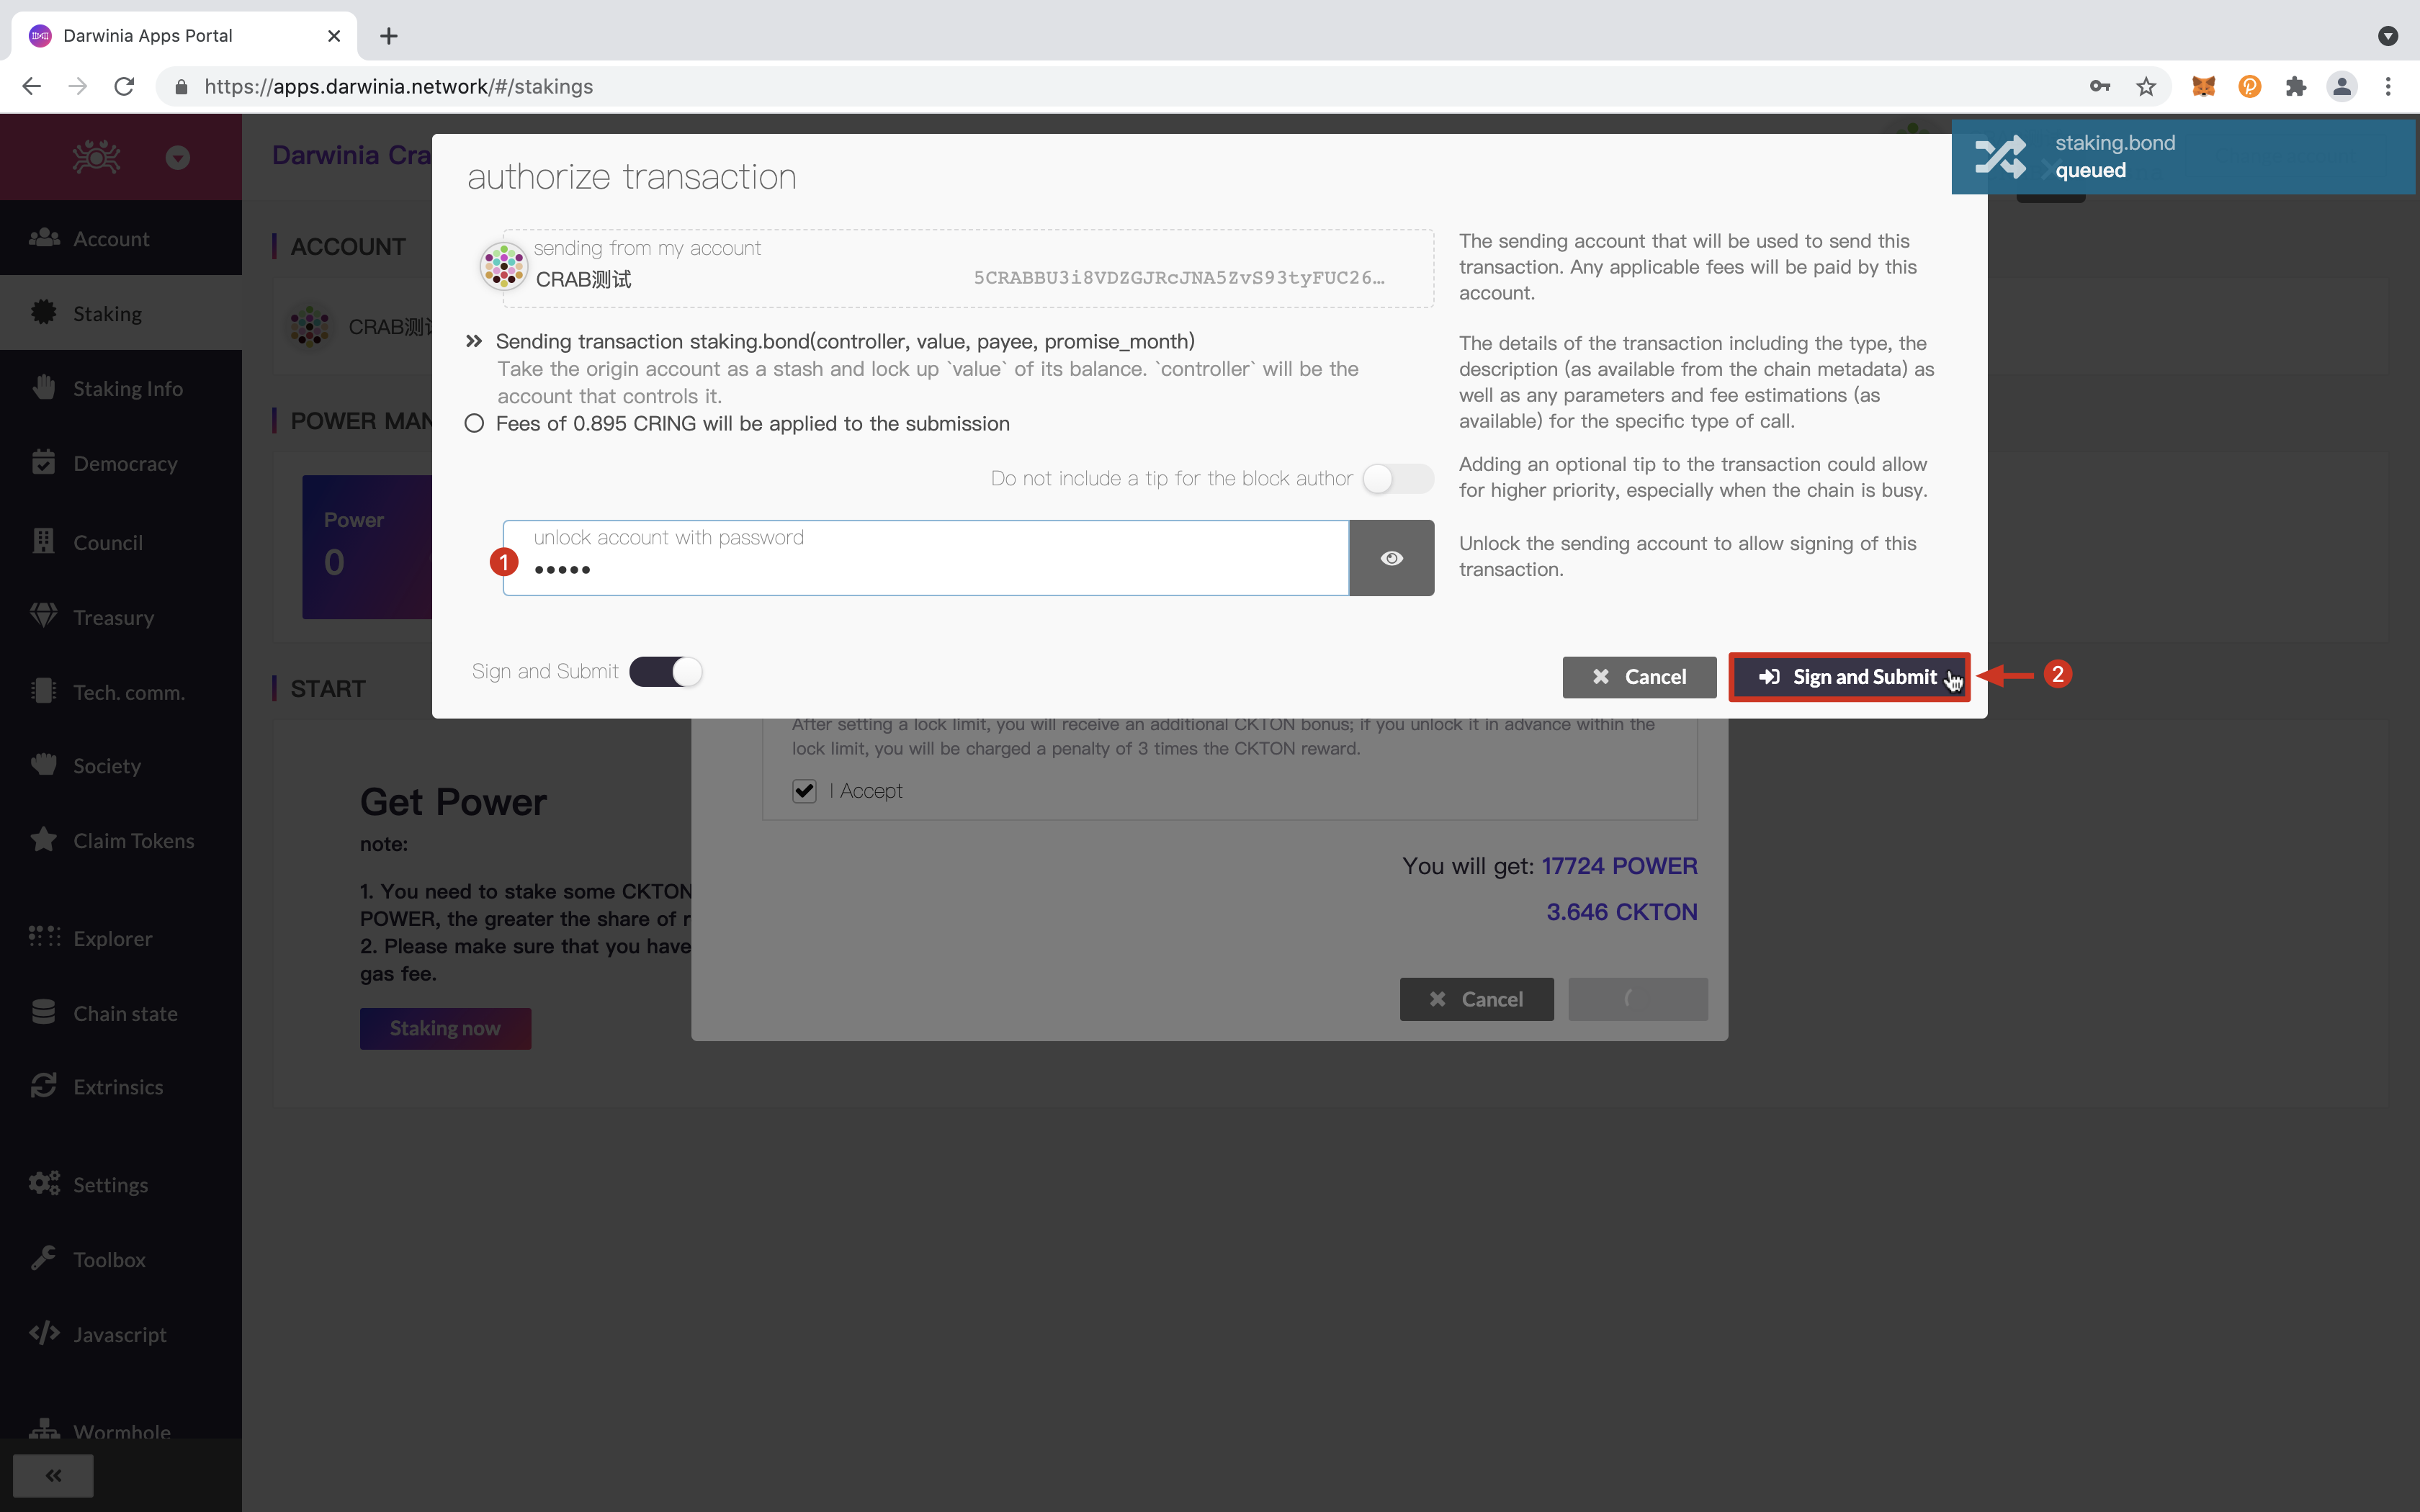 Darwinia Apps Portal
https://apps.darwinia.network/#/stakings
staking.bond
queued
Darwinia Cra
Account
Staking
Staking Info
Democracy
Council
Treasury
Tech. comm.
Society
Claim Tokens
Explorer
Chain state
Extrinsics
Settings
Toolbox
Javascript
Wormhole
ACCOUNT
CRAB测试
POWER MAN
Power
0
START
Get Power
note:
1. You need to stake some CKTON
POWER, the greater the share of r
2. Please make sure that you have
gas fee.
Staking now
authorize transaction
sending from my account
CRAB测试
5CRABBU3i8VDZGJRcJNA5ZvS93tyFUC26…
The sending account that will be used to send this
transaction. Any applicable fees will be paid by this
account.
Sending transaction staking.bond(controller, value, payee, promise_month)
Take the origin account as a stash and lock up `value` of its balance. `controller` will be the
account that controls it.
Fees of 0.895 CRING will be applied to the submission
The details of the transaction including the type, the
description (as available from the chain metadata) as
well as any parameters and fee estimations (as
available) for the specific type of call.
Do not include a tip for the block author
Adding an optional tip to the transaction could allow
for higher priority, especially when the chain is busy.
1
unlock account with password
•••••
Unlock the sending account to allow signing of this
transaction.
Sign and Submit
Cancel
Sign and Submit
2
After setting a lock limit, you will receive an additional CKTON bonus; if you unlock it in advance within the
lock limit, you will be charged a penalty of 3 times the CKTON reward.
I Accept
You will get: 17724 POWER
3.646 CKTON
Cancel